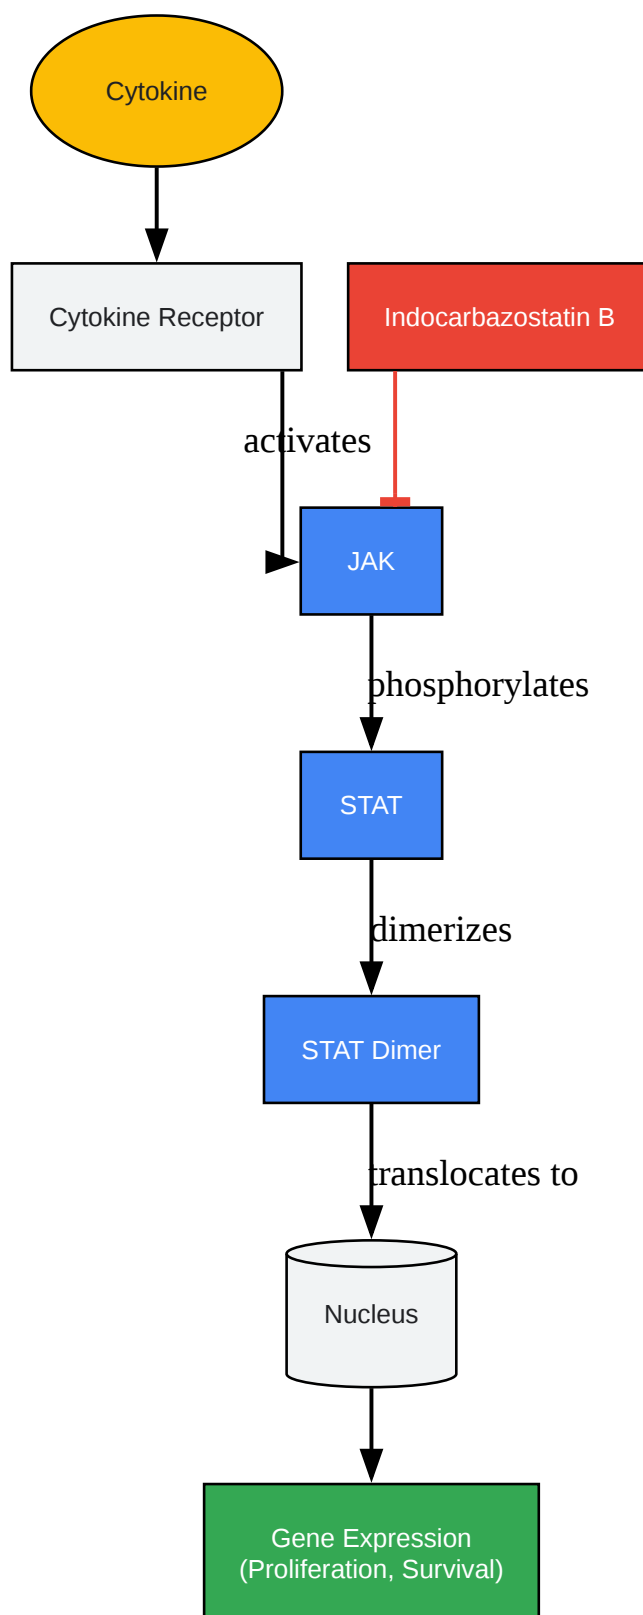 Cytokine
Cytokine Receptor
Indocarbazostatin B
activates
JAK
phosphorylates
STAT
dimerizes
STAT Dimer
translocates to
Nucleus
Gene Expression
(Proliferation, Survival)